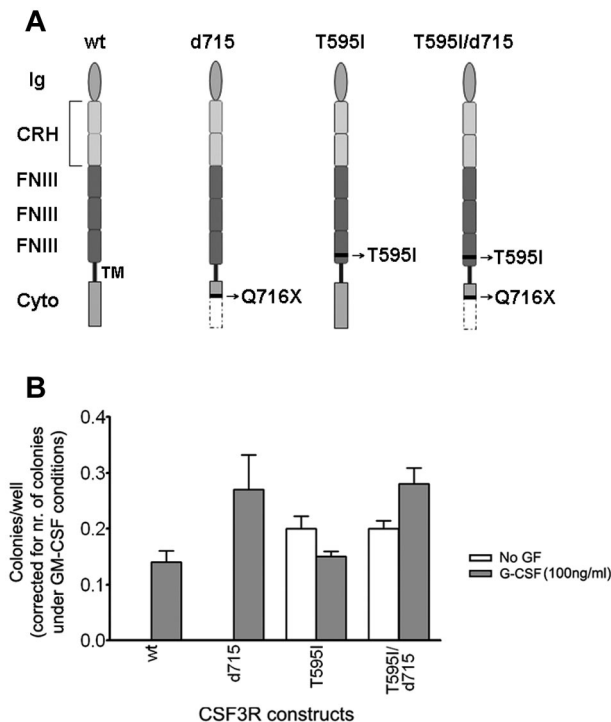 A
wt d715 T595I T595I/d715
Ig
CRH
FNIII
FNIII
FNIII
→T595I →T595I
TM
Cyto
→Q716X →Q716X
B
Colonies/well
(corrected for nr. of colonies
under GM-CSF conditions)
0.4
0.3
0.2
0.1
0.0
No GF
G-CSF (100ng/ml)
wt
d715
T595I
T595I/
d715
CSF3R constructs